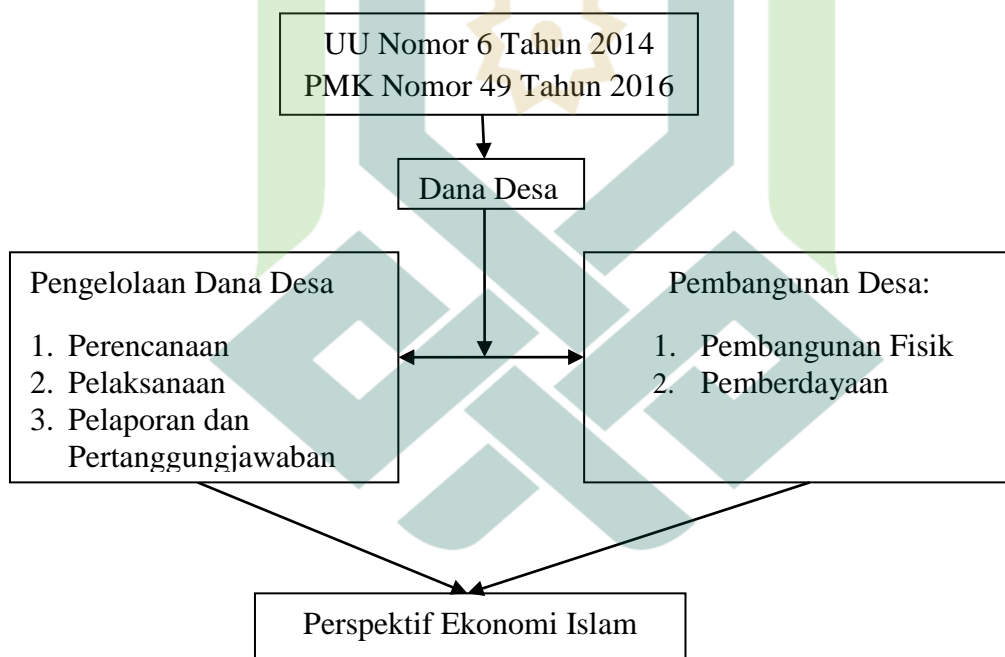 UU Nomor 6 Tahun 2014
PMK Nomor 49 Tahun 2016
Dana Desa
Pengelolaan Dana Desa
1. Perencanaan
2. Pelaksanaan
3. Pelaporan dan
Pertanggungjawaban
Pembangunan Desa:
1. Pembangunan Fisik
2. Pemberdayaan
Perspektif Ekonomi Islam